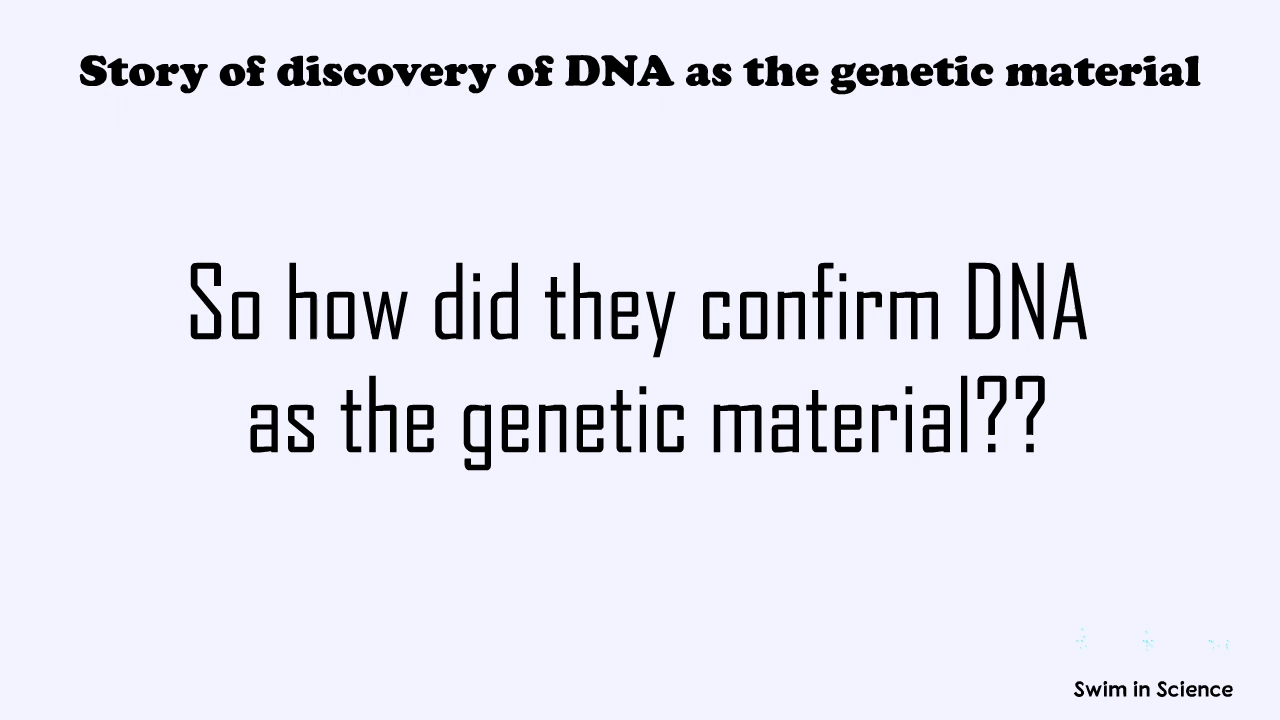 Story of discovery of DNA as the genetic material
So how did they confirm DNA
as the genetic material??
Swim in Science